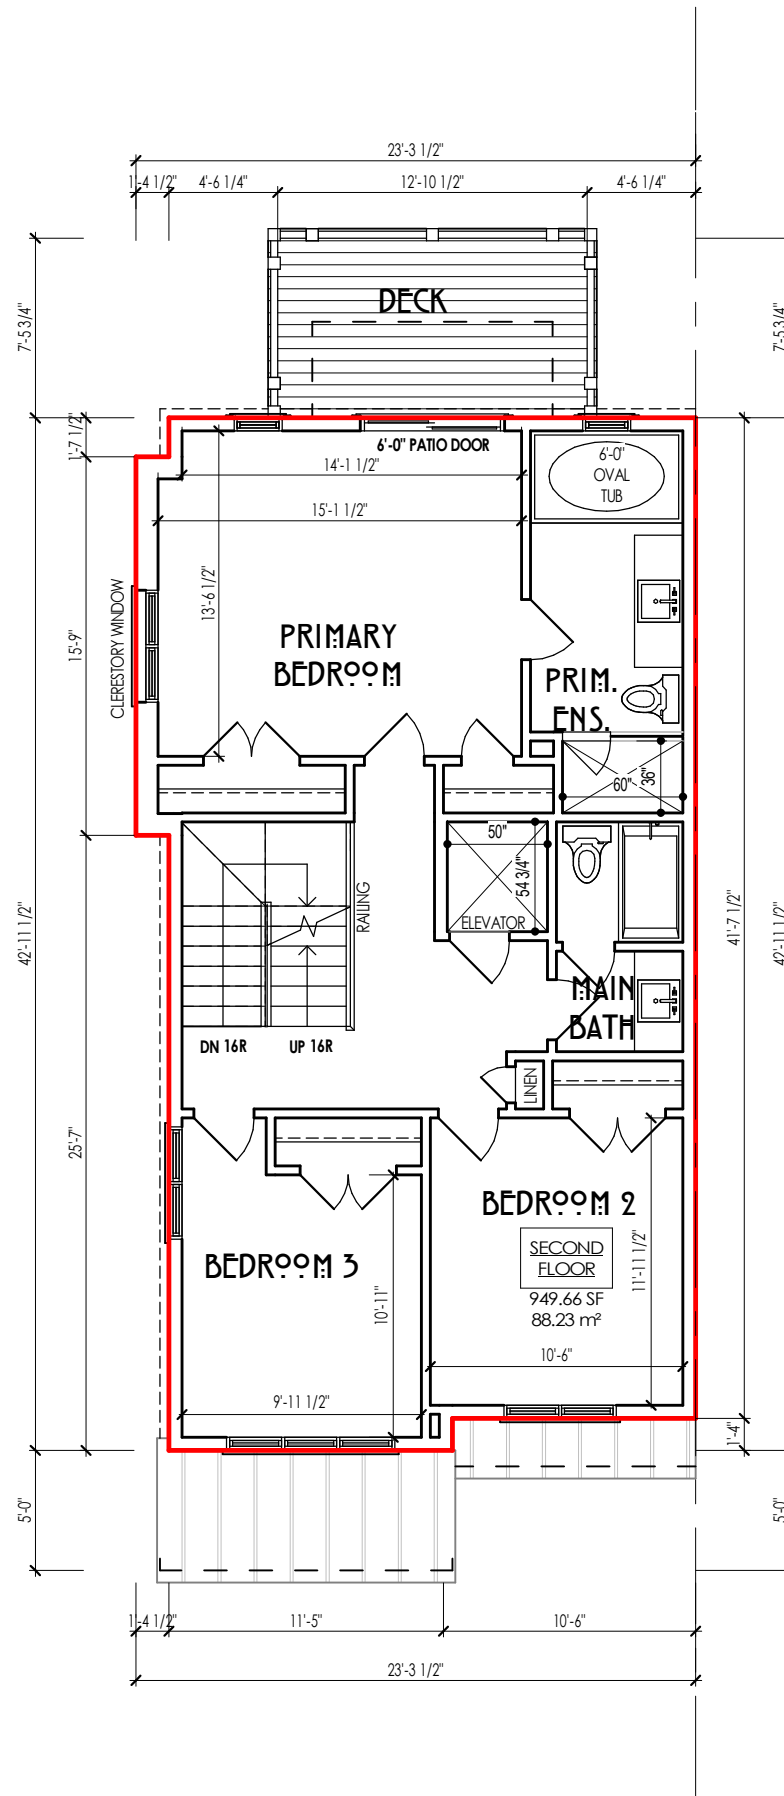 23'-3 1/2"
1'-4 1/2"
4'-6 1/4"
12'-10 1/2"
4'-6 1/4"
7'-5 3/4"
DECK
7'-5 3/4"
1'-7 1/2"
6'-0" PATIO DOOR
14'-1 1/2"
15'-1 1/2"
6'-0"
OVAL
TUB
13'-6 1/2"
CLERESTORY WINDOW
15'-9"
PRIMARY
BEDROOM
PRIM.
ENS.
60"
36"
50"
54 3/4"
ELEVATOR
RAILING
42'-11 1/2"
41'-7 1/2"
42'-11 1/2"
MAIN
BATH
DN 16R
UP 16R
LINEN
25'-7"
BEDROOM 2
SECOND
FLOOR
949.66 SF
88.23 m²
11'-11 1/2"
BEDROOM 3
10'-11"
10'-6"
9'-11 1/2"
1'-4"
5'-0"
5'-0"
1'-4 1/2"
11'-5"
10'-6"
23'-3 1/2"